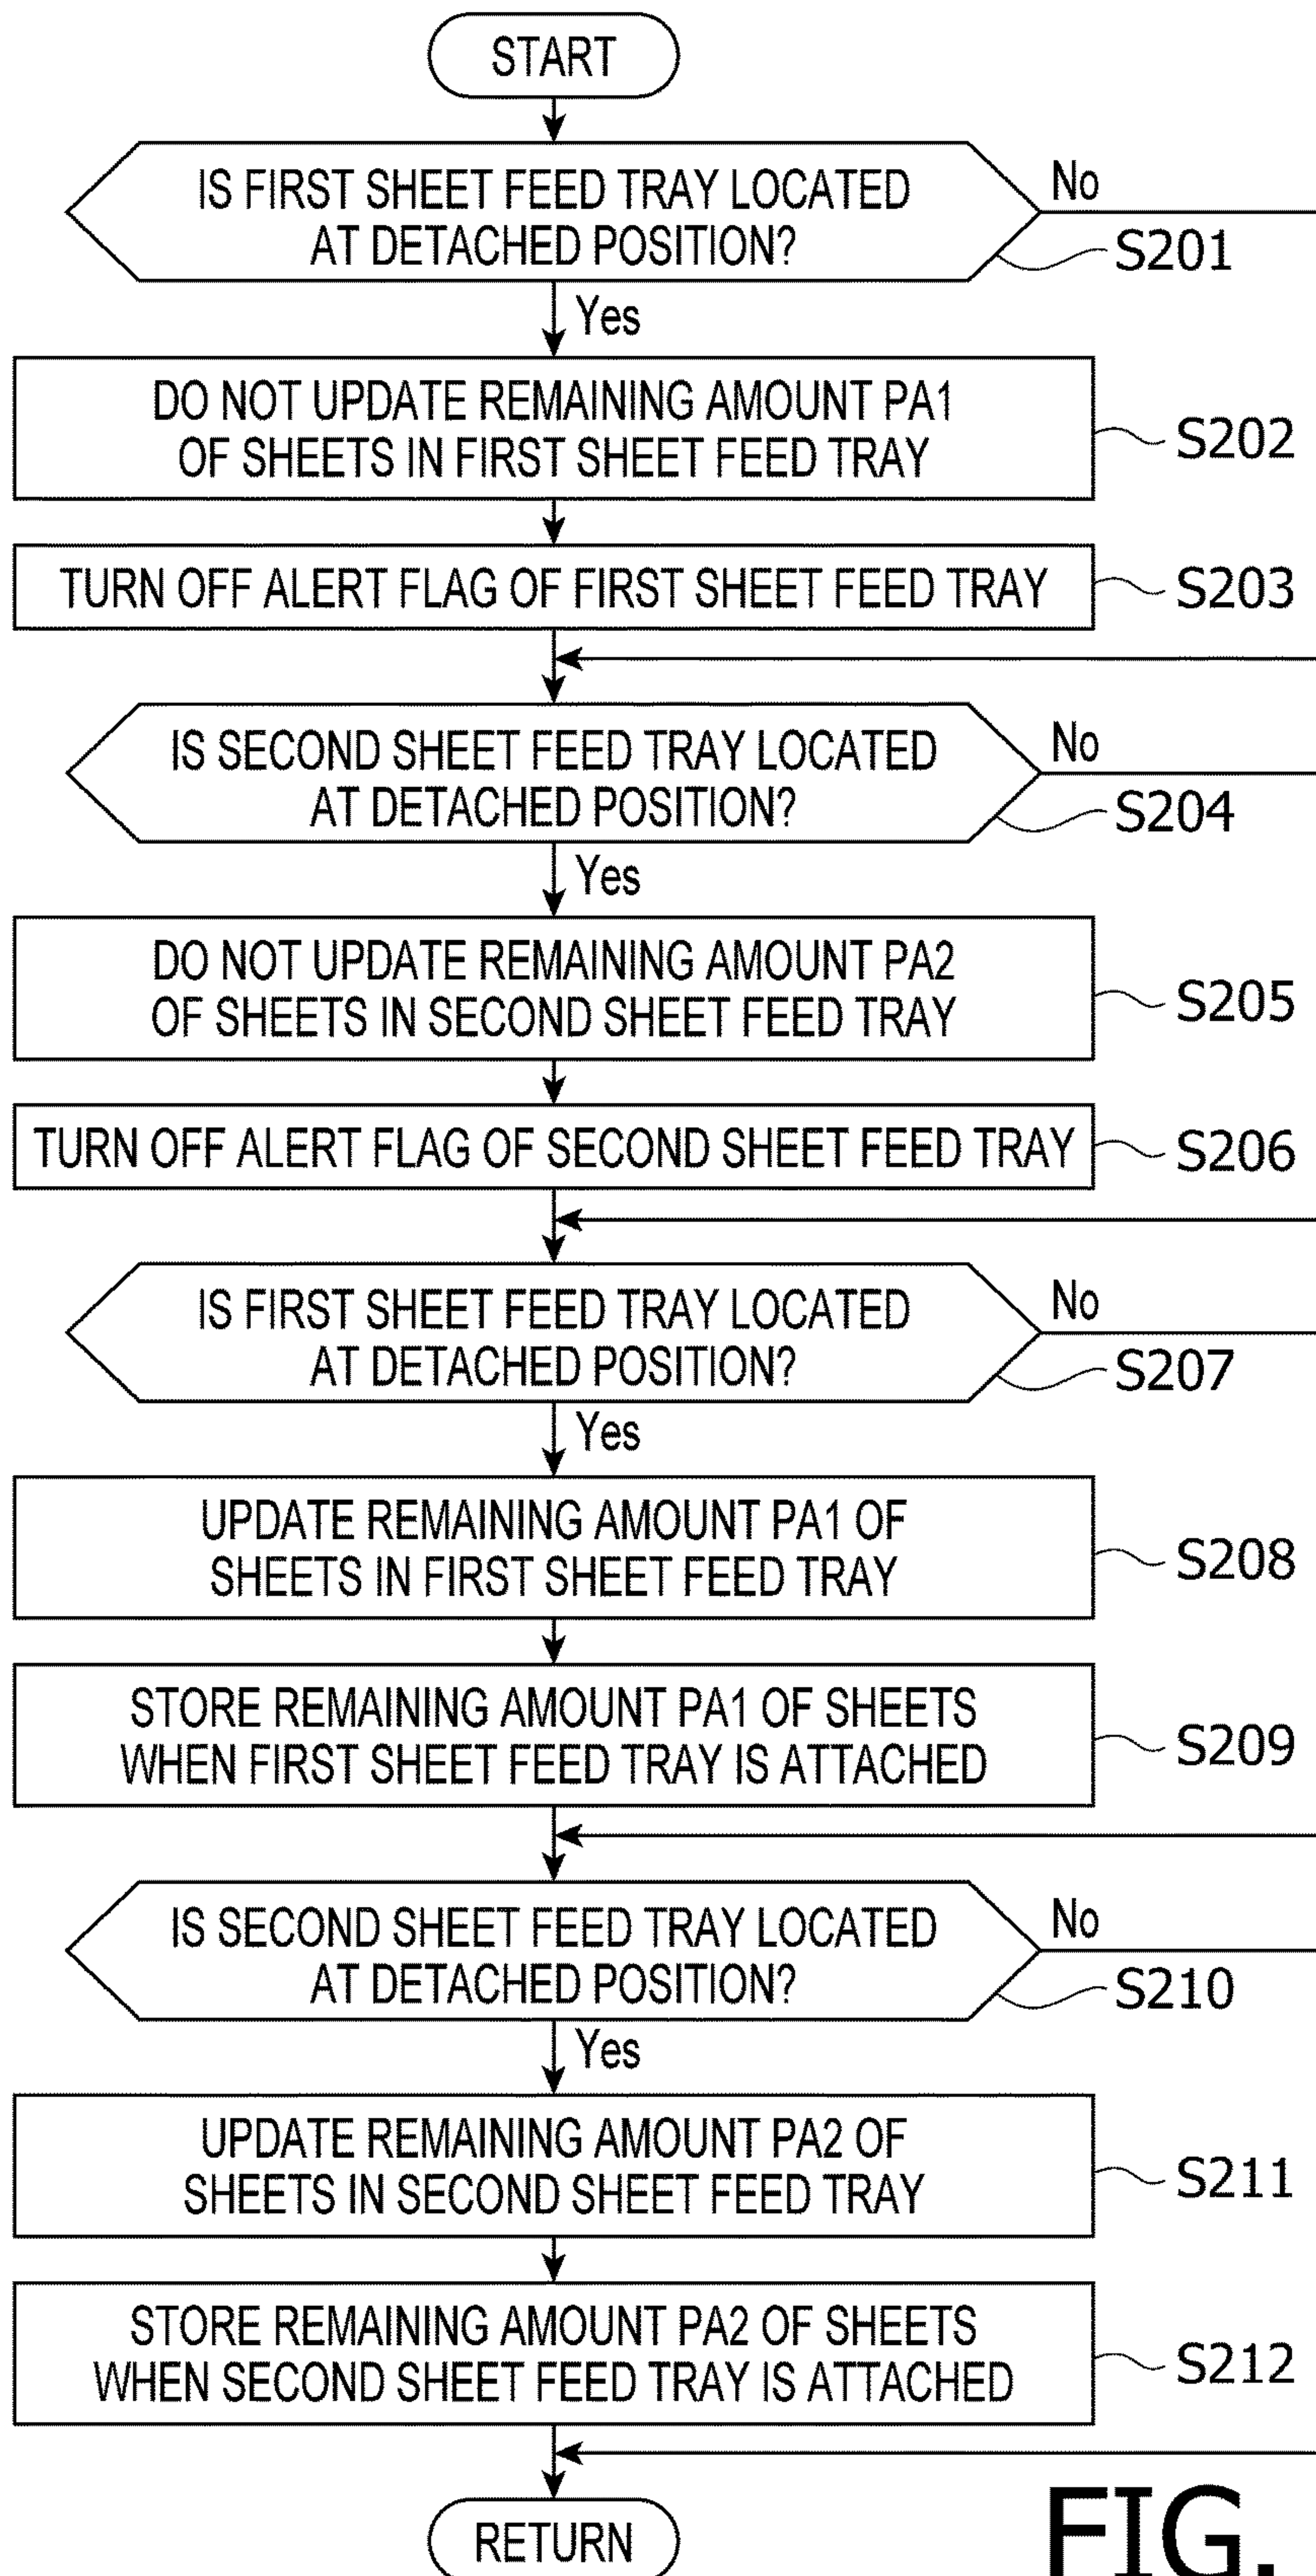 START
IS FIRST SHEET FEED TRAY LOCATED
AT DETACHED POSITION?
No
S201
Yes
DO NOT UPDATE REMAINING AMOUNT PA1
OF SHEETS IN FIRST SHEET FEED TRAY
S202
TURN OFF ALERT FLAG OF FIRST SHEET FEED TRAY
S203
IS SECOND SHEET FEED TRAY LOCATED
AT DETACHED POSITION?
No
S204
Yes
DO NOT UPDATE REMAINING AMOUNT PA2
OF SHEETS IN SECOND SHEET FEED TRAY
S205
TURN OFF ALERT FLAG OF SECOND SHEET FEED TRAY
S206
IS FIRST SHEET FEED TRAY LOCATED
AT DETACHED POSITION?
No
S207
Yes
UPDATE REMAINING AMOUNT PA1 OF
SHEETS IN FIRST SHEET FEED TRAY
S208
STORE REMAINING AMOUNT PA1 OF SHEETS
WHEN FIRST SHEET FEED TRAY IS ATTACHED
S209
IS SECOND SHEET FEED TRAY LOCATED
AT DETACHED POSITION?
No
S210
Yes
UPDATE REMAINING AMOUNT PA2 OF
SHEETS IN SECOND SHEET FEED TRAY
S211
STORE REMAINING AMOUNT PA2 OF SHEETS
WHEN SECOND SHEET FEED TRAY IS ATTACHED
S212
RETURN
FIG.